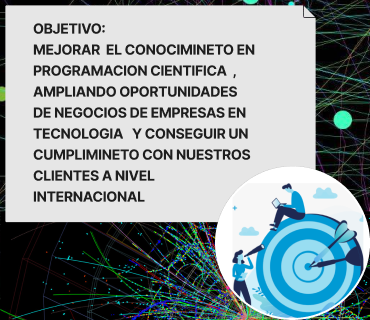 OBJETIVO:
MEJORAR EL CONOCIMINETO EN
PROGRAMACION CIENTIFICA ,
AMPLIANDO OPORTUNIDADES
DE NEGOCIOS DE EMPRESAS EN
TECNOLOGIA Y CONSEGUIR UN
CUMPLIMINETO CON NUESTROS
CLIENTES A NIVEL
INTERNACIONAL